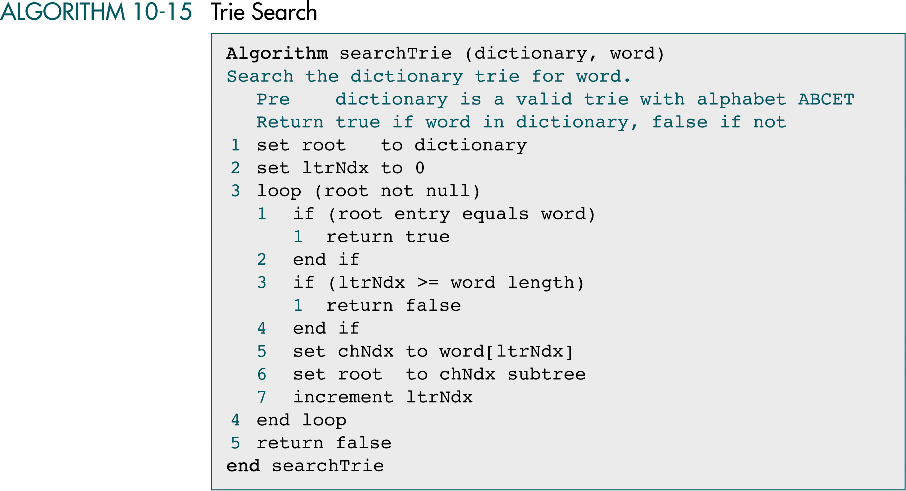 ALGORITHM 10-15 Trie Search
Algorithm searchTrie (dictionary, word)
Search the dictionary trie for word.
Pre dictionary is a valid trie with alphabet ABCET
Return true if word in dictionary, false if not
1 set root to dictionary
2 set ltrNdx to 0
3 loop (root not null)
1 if (root entry equals word)
1 return true
2 end if
3 if (ltrNdx >= word length)
1 return false
4 end if
5 set chNdx to word[ltrNdx]
6 set root to chNdx subtree
7 increment ltrNdx
4 end loop
5 return false
end searchTrie